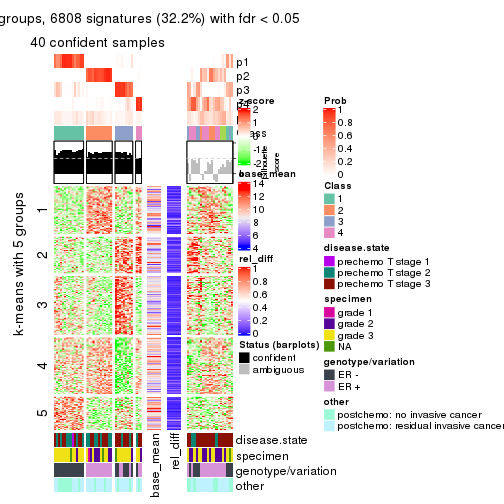 groups, 6808 signatures (32.2%) with fdr < 0.05
40 confident samples
p1
p2
p3
p4
z-score
2
1
0
-1
-2
base_mean
14
12
10
8
6
4
rel_diff
1
0.8
0.6
0.4
0.2
0
Status (barplots)
confident
ambiguous
Prob
1
0.8
0.6
0.4
0.2
0
Class
1
2
3
4
disease.state
prechemo T stage 1
prechemo T stage 2
prechemo T stage 3
specimen
grade 1
grade 2
grade 3
NA
genotype/variation
ER -
ER +
other
postchemo: no invasive cancer
postchemo: residual invasive cancer
k-means with 5 groups
1
2
3
4
5
disease.state
specimen
genotype/variation
other
base_mean
rel_diff
score